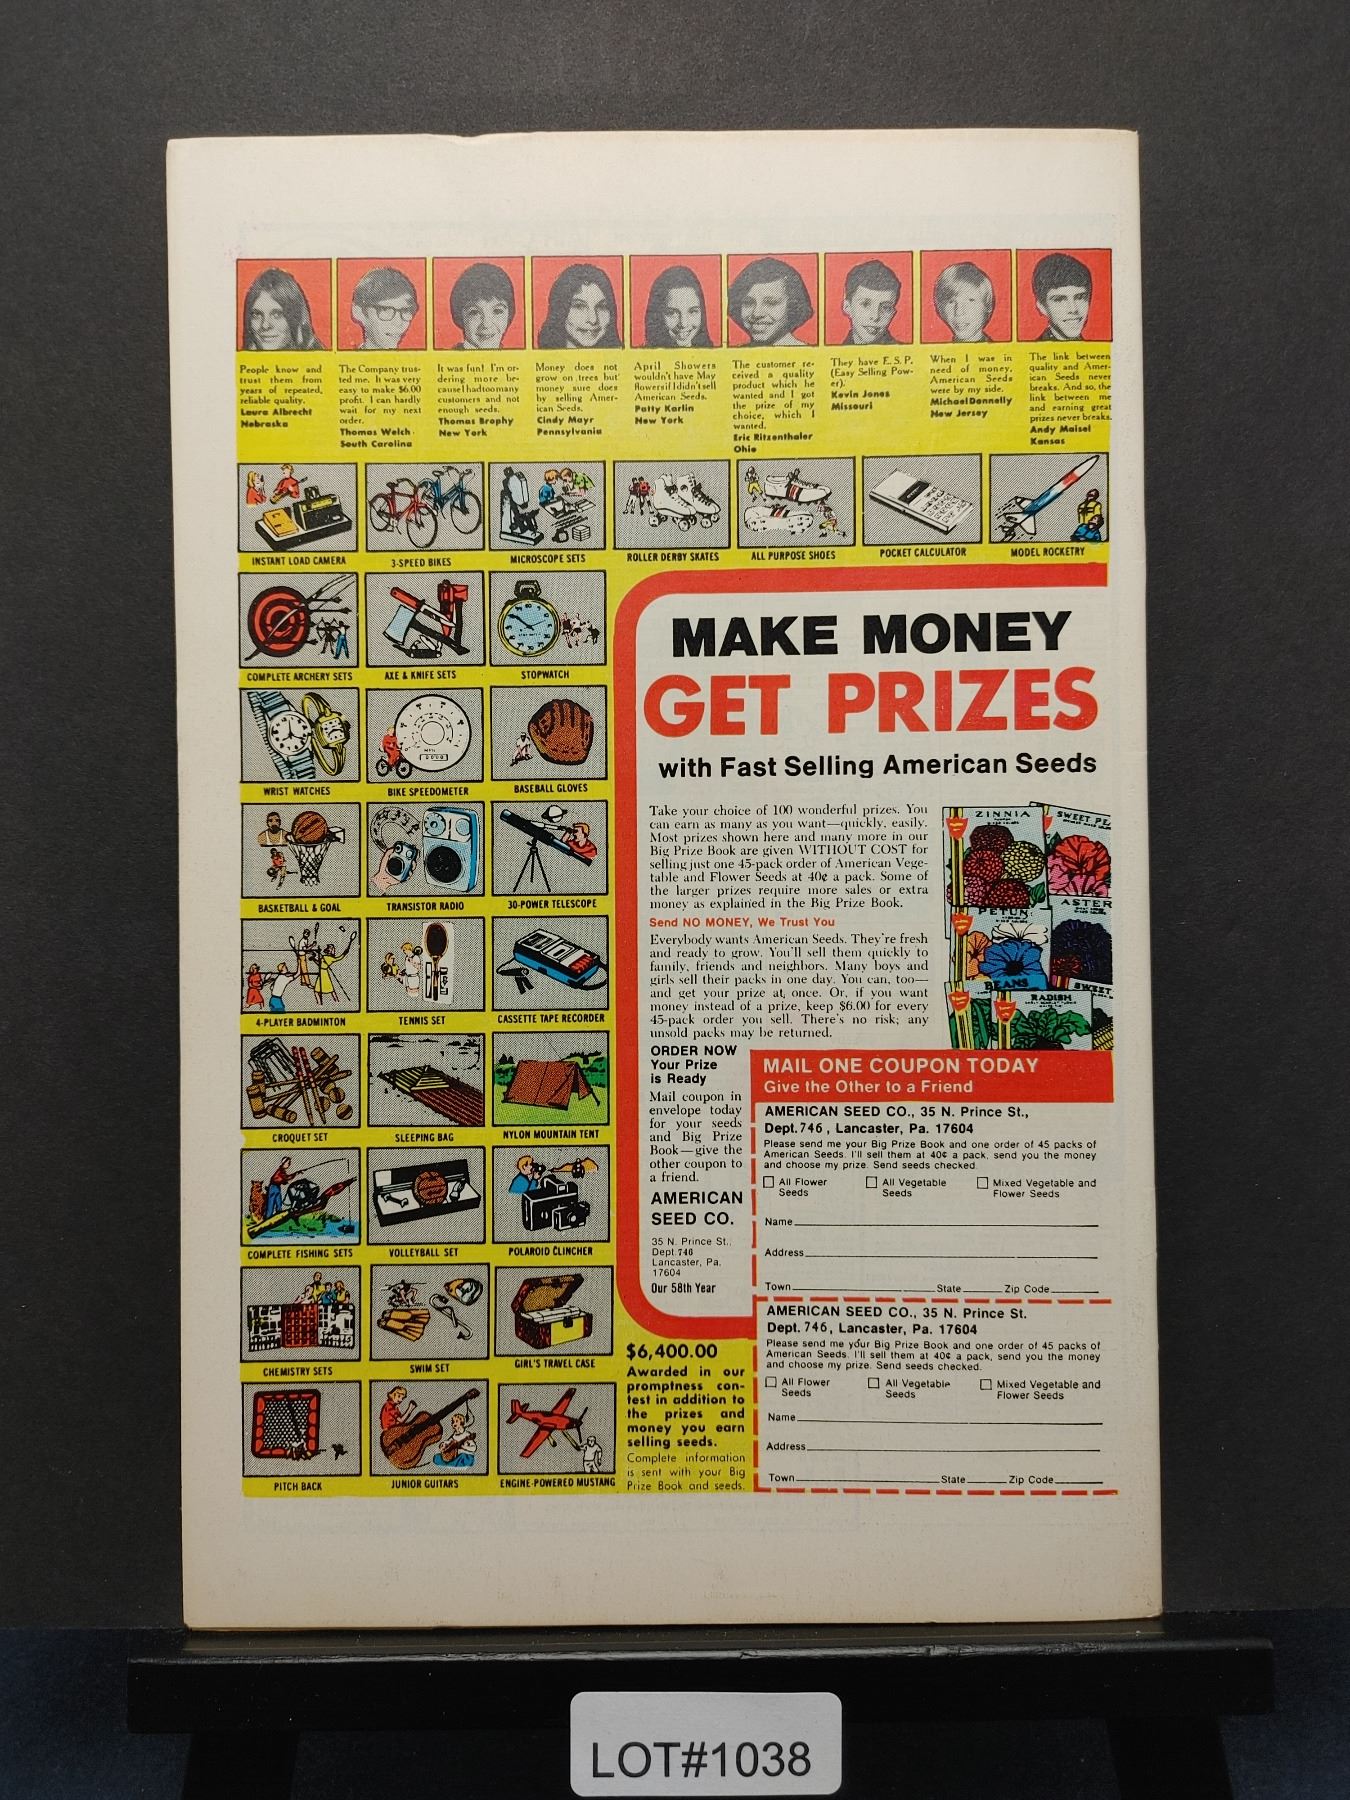 People know and
trust them from
years of repeated,
reliable quality.
Laura Albrecht
Nebraska
The Company trus-
ted me. It was very
easy to make $6.00
profit. I can hardly
wait for my next
order.
Thomas Welch
South Carolina
It was fun! I'm or-
dering more be-
cause I had too many
customers and not
enough seeds.
Thomas Brophy
New York
Money does not
grow on trees but
money sure does
by selling Amer-
ican Seeds.
Cindy Mayr
Pennsylvania
April Showers
wouldn't have May
flowers if I didn't sell
American Seeds.
Patty Karlin
New York
The customer re-
ceived a quality
product which he
wanted and I got
the prize of my
choice, which I
wanted.
Eric Ritzenthaler
Ohio
They have E.S.P.
(Easy Selling Pow-
er).
Kevin Jones
Missouri
When I was in
need of money,
American Seeds
were by my side.
Michael Donnelly
New Jersey
The link between
quality and Amer-
ican Seeds never
breaks. And so, the
link between me
and earning great
prizes never breaks.
Andy Maisel
Kansas
INSTANT LOAD CAMERA
3-SPEED BIKES
MICROSCOPE SETS
ROLLER DERBY SKATES
ALL PURPOSE SHOES
POCKET CALCULATOR
MODEL ROCKETRY
COMPLETE ARCHERY SETS
AXE & KNIFE SETS
STOPWATCH
WRIST WATCHES
BIKE SPEEDOMETER
BASEBALL GLOVES
BASKETBALL & GOAL
TRANSISTOR RADIO
30-POWER TELESCOPE
4-PLAYER BADMINTON
TENNIS SET
CASSETTE TAPE RECORDER
CROQUET SET
SLEEPING BAG
NYLON MOUNTAIN TENT
COMPLETE FISHING SETS
VOLLEYBALL SET
POLAROID CLINCHER
CHEMISTRY SETS
SWIM SET
GIRL'S TRAVEL CASE
PITCH BACK
JUNIOR GUITARS
ENGINE-POWERED MUSTANG
MAKE MONEY
GET PRIZES
with Fast Selling American Seeds
Take your choice of 100 wonderful prizes. You
can earn as many as you want—quickly, easily.
Most prizes shown here and many more in our
Big Prize Book are given WITHOUT COST for
selling just one 45-pack order of American Vege-
table and Flower Seeds at 40¢ a pack. Some of
the larger prizes require more sales or extra
money as explained in the Big Prize Book.
Send NO MONEY, We Trust You
Everybody wants American Seeds. They're fresh
and ready to grow. You'll sell them quickly to
family, friends and neighbors. Many boys and
girls sell their packs in one day. You can, too—
and get your prize at once. Or, if you want
money instead of a prize, keep $6.00 for every
45-pack order you sell. There's no risk; any
unsold packs may be returned.
ZINNIA
SWEET PE
PETUN
ASTER
BEANS
RADISH
SWEET
ORDER NOW
Your Prize
is Ready
Mail coupon in
envelope today
for your seeds
and Big Prize
Book—give the
other coupon to
a friend.
AMERICAN
SEED CO.
35 N. Prince St.,
Dept. 746
Lancaster, Pa.
17604
Our 58th Year
$6,400.00
Awarded in our
promptness con-
test in addition to
the prizes and
money you earn
selling seeds.
Complete information
is sent with your Big
Prize Book and seeds.
MAIL ONE COUPON TODAY
Give the Other to a Friend
AMERICAN SEED CO., 35 N. Prince St.,
Dept. 746, Lancaster, Pa. 17604
Please send me your Big Prize Book and one order of 45 packs of
American Seeds. I'll sell them at 40¢ a pack, send you the money
and choose my prize. Send seeds checked.
All Flower Seeds
All Vegetable Seeds
Mixed Vegetable and Flower Seeds
Name
Address
Town State Zip Code
AMERICAN SEED CO., 35 N. Prince St.
Dept. 746, Lancaster, Pa. 17604
Please send me your Big Prize Book and one order of 45 packs of
American Seeds. I'll sell them at 40¢ a pack, send you the money
and choose my prize. Send seeds checked.
All Flower Seeds
All Vegetable Seeds
Mixed Vegetable and Flower Seeds
Name
Address
Town State Zip Code
LOT#1038